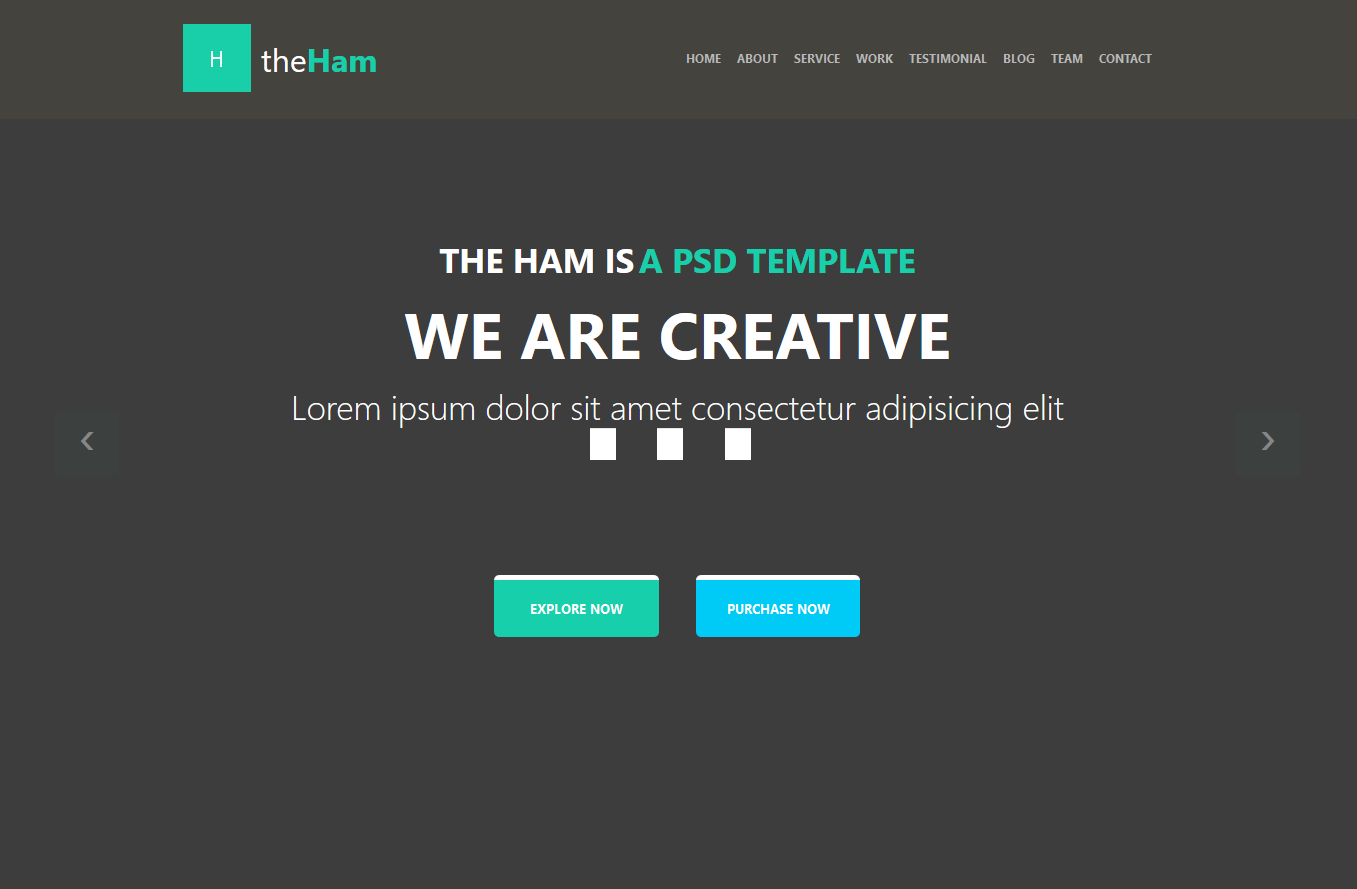 H
theHam
HOME ABOUT SERVICE WORK TESTIMONIAL BLOG TEAM CONTACT
THE HAM IS A PSD TEMPLATE
WE ARE CREATIVE
Lorem ipsum dolor sit amet consectetur adipisicing elit
‹ ›
EXPLORE NOW PURCHASE NOW